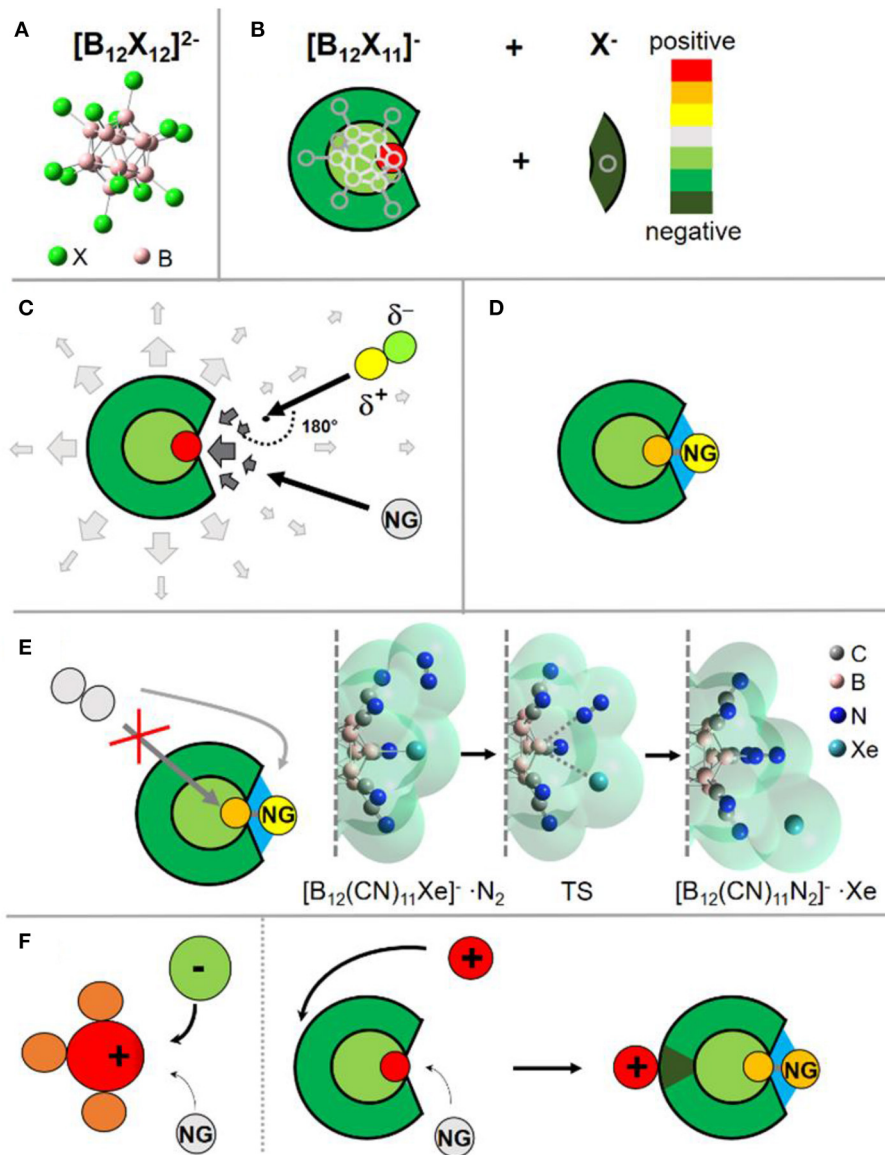 A
[B₁₂X₁₂]²⁻
X
B
B
[B₁₂X₁₁]⁻ + X⁻
+
positive
negative
C
δ⁻
δ⁺
180°
NG
D
NG
E
NG
C
B
N
Xe
[B₁₂(CN)₁₁Xe]⁻ ·N₂
TS
[B₁₂(CN)₁₁N₂]⁻ ·Xe
F
-
+
NG
+
NG
+
NG